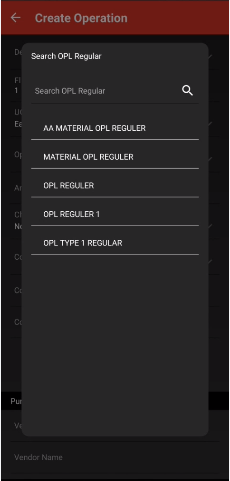 Create Operation
Search OPL Regular
Search OPL Regular
AA MATERIAL OPL REGULER
MATERIAL OPL REGULER
OPL REGULER
OPL REGULER 1
OPL TYPE 1 REGULAR
Vendor Name